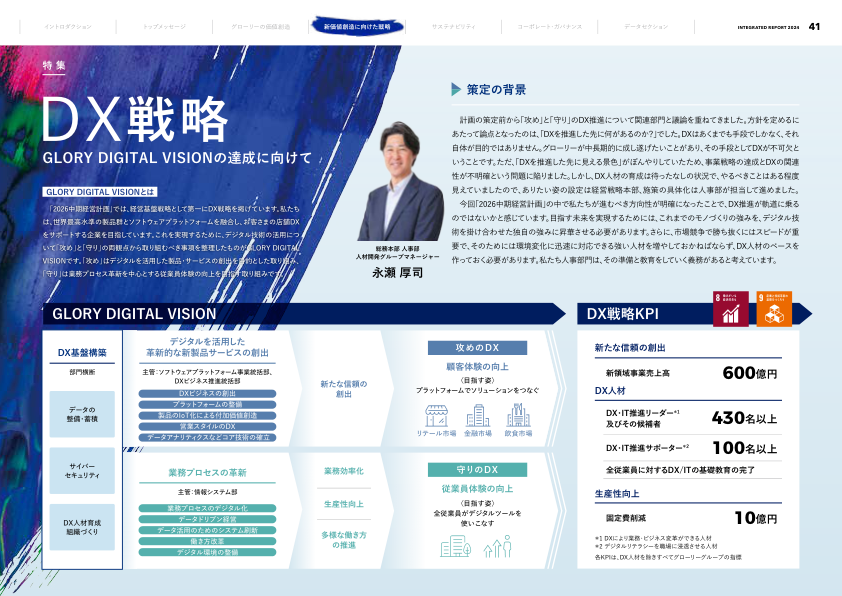 イントロダクション
トップメッセージ
グローリーの価値創造
新価値創造に向けた戦略
サステナビリティ
コーポレート・ガバナンス
データセクション
INTEGRATED REPORT 2024 41
特集
DX戦略
GLORY DIGITAL VISIONの達成に向けて
GLORY DIGITAL VISIONとは
「2026中期経営計画」では、経営基盤戦略として第一にDX戦略を掲げています。私たち
は、世界最高水準の製品群とソフトウェアプラットフォームを融合し、お客さまの店舗DX
をサポートする企業を目指しています。これを実現するために、デジタル技術の活用につ
いて「攻め」と「守り」の両観点から取り組むべき事項を整理したものがGLORY DIGITAL
VISIONです。「攻め」はデジタルを活用した製品・サービスの創出を目的とした取り組み、
「守り」は業務プロセス革新を中心とする従業員体験の向上を目指す取り組みです。
総務本部 人事部
人材開発グループマネージャー
永瀬 厚司
策定の背景
計画の策定前から「攻め」と「守り」のDX推進について関連部門と議論を重ねてきました。方針を定めるに
あたって論点となったのは、「DXを推進した先に何があるのか?」でした。DXはあくまでも手段でしかなく、それ
自体が目的ではありません。グローリーが中長期的に成し遂げたいことがあり、その手段としてDXが不可欠と
いうことです。ただ、「DXを推進した先に見える景色」がぼんやりしていたため、事業戦略の達成とDXの関連
性が不明確という問題に陥りました。しかし、DX人材の育成は待ったなしの状況で、やるべきことはある程度
見えていましたので、ありたい姿の設定は経営戦略本部、施策の具体化は人事部が担当して進めました。
今回「2026中期経営計画」の中で私たちが進むべき方向性が明確になったことで、DX推進が軌道に乗る
のではないかと感じています。目指す未来を実現するためには、これまでのモノづくりの強みを、デジタル技
術を掛け合わせた独自の強みに昇華させる必要があります。さらに、市場競争で勝ち抜くにはスピードが重
要で、そのためには環境変化に迅速に対応できる強い人材を増やしておかねばならず、DX人材のベースを
作っておく必要があります。私たち人事部門は、その準備と教育をしていく義務があると考えています。
GLORY DIGITAL VISION
DX基盤構築
部門横断
データの
整備・蓄積
サイバー
セキュリティ
DX人材育成
組織づくり
デジタルを活用した
革新的な新製品サービスの創出
主管:ソフトウェアプラットフォーム事業統括部、
DXビジネス推進統括部
DXビジネスの創出
プラットフォームの整備
製品のIoT化による付加価値創造
営業スタイルのDX
データアナリティクスなどコア技術の確立
新たな信頼の
創出
攻めのDX
顧客体験の向上
〈目指す姿〉
プラットフォームでソリューションをつなぐ
リテール市場 金融市場 飲食市場
業務プロセスの革新
主管:情報システム部
業務プロセスのデジタル化
データドリブン経営
データ活用のためのシステム刷新
働き方改革
デジタル環境の整備
業務効率化
生産性向上
多様な働き方
の推進
守りのDX
従業員体験の向上
〈目指す姿〉
全従業員がデジタルツールを
使いこなす
DX戦略KPI
8
9
新たな信頼の創出
新領域事業売上高 600億円
DX人材
DX・IT推進リーダー*1
及びその候補者 430名以上
DX・IT推進サポーター*2 100名以上
全従業員に対するDX/ITの基礎教育の完了
生産性向上
固定費削減 10億円
*1 DXにより業務・ビジネス変革ができる人材
*2 デジタルリテラシーを職場に浸透させる人材
各KPIは、DX人材を除きすべてグローリーグループの指標